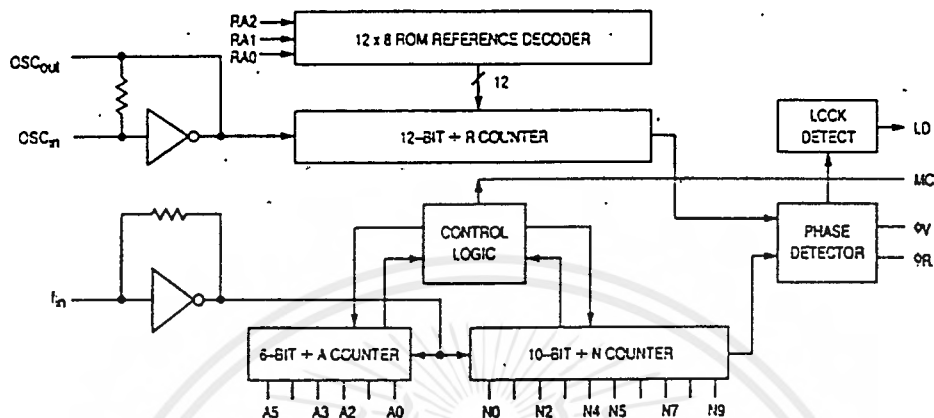 RA2
RA1
RA0
12 x 8 ROM REFERENCE DECODER
OSCout
12
LOCK
DETECT
LD
OSCin
12-BIT ÷ R COUNTER
MC
CONTROL
LOGIC
PHASE
DETECTOR
φV
φR
fin
6-BIT ÷ A COUNTER
10-BIT ÷ N COUNTER
A5 A3 A2 A0 N0 N2 N4 N5 N7 N9